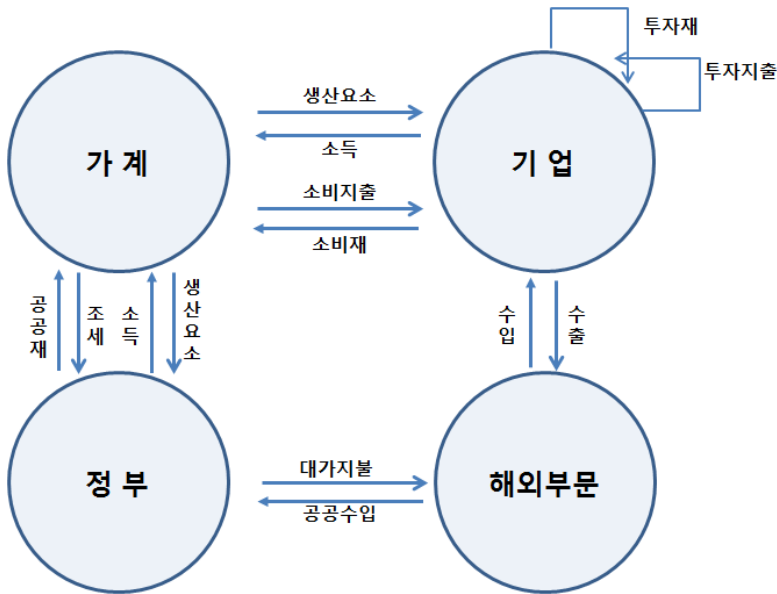 투자재
투자지출
생산요소
가 계
소득
기 업
소비지출
소비재
공공재
조세
소득
생산요소
수입
수출
정 부
대가지불
공공수입
해외부문